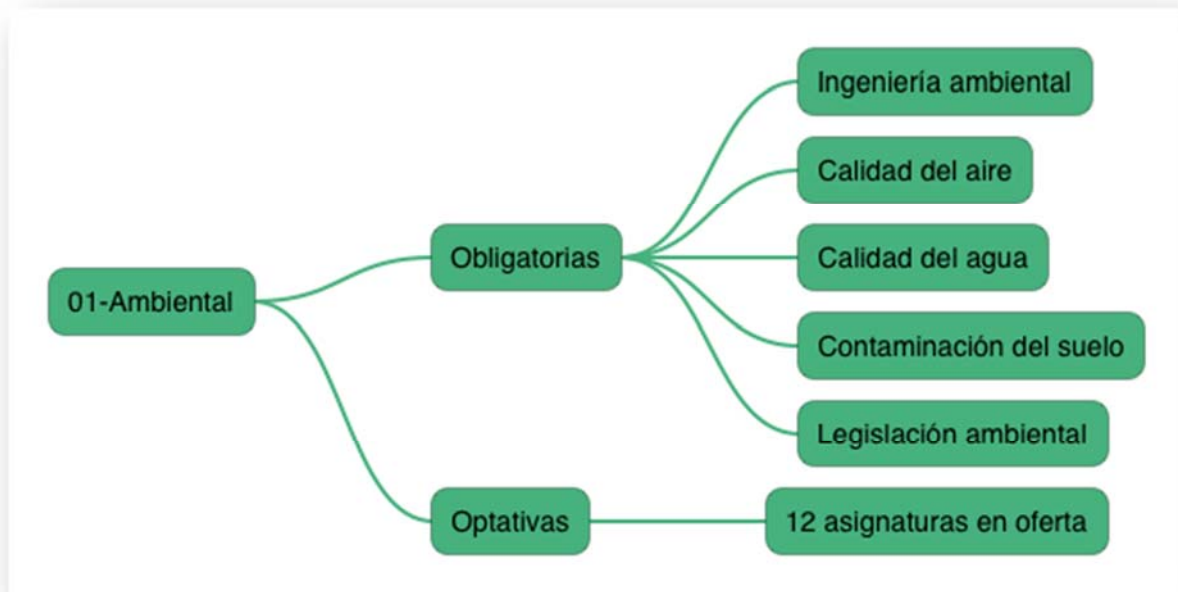 01-Ambiental
Obligatorias
Ingeniería ambiental
Calidad del aire
Calidad del agua
Contaminación del suelo
Legislación ambiental
Optativas
12 asignaturas en oferta